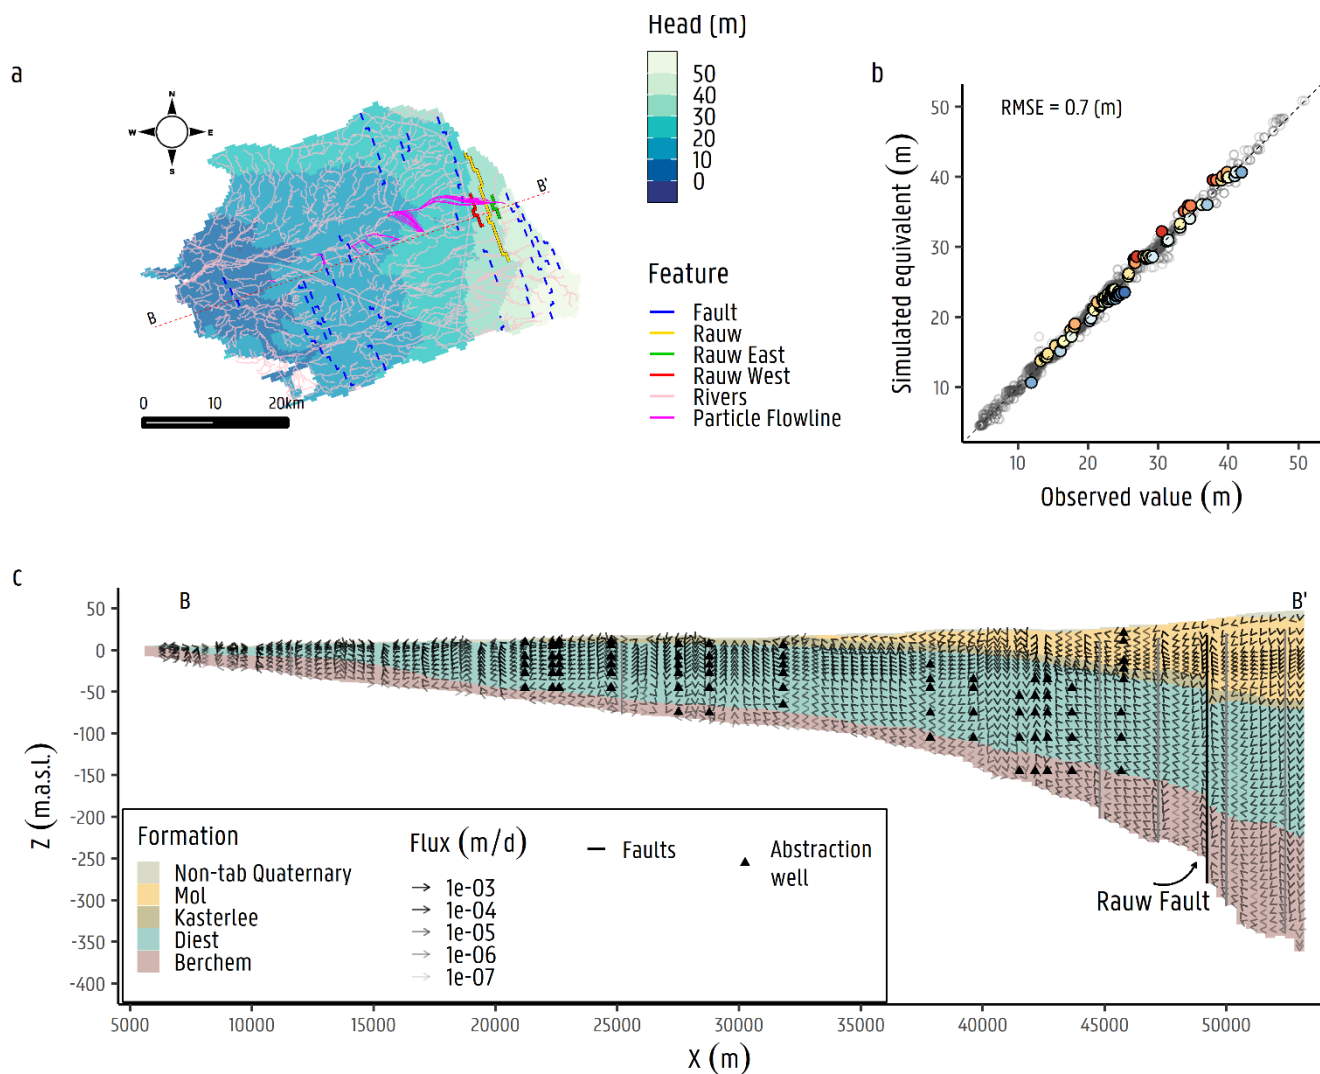 a
N
W
E
S
B
B'
0
10
20km
Head (m)
50
40
30
20
10
0
Feature
Fault
Rauw
Rauw East
Rauw West
Rivers
Particle Flowline
b
RMSE = 0.7 (m)
Simulated equivalent (m)
50
40
30
20
10
10 20 30 40 50
Observed value (m)
c
B
B'
Z (m.a.s.l.)
50
0
-50
-100
-150
-200
-250
-300
-350
-400
Rauw Fault
Formation
Non-tab Quaternary
Mol
Kasterlee
Diest
Berchem
Flux (m/d)
1e-03
1e-04
1e-05
1e-06
1e-07
Faults
Abstraction
well
5000 10000 15000 20000 25000 30000 35000 40000 45000 50000
X (m)